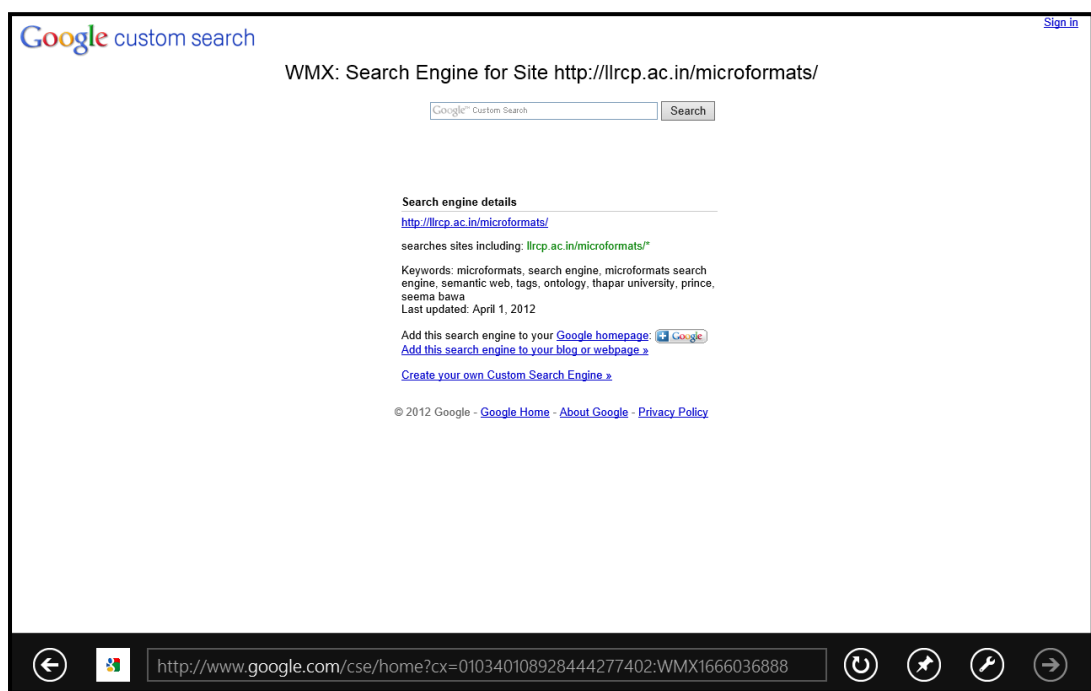 Sign in
Google custom search
WMX: Search Engine for Site http://llrcp.ac.in/microformats/
Google™ Custom Search
Search
Search engine details
http://llrcp.ac.in/microformats/
searches sites including: llrcp.ac.in/microformats/*
Keywords: microformats, search engine, microformats search
engine, semantic web, tags, ontology, thapar university, prince,
seema bawa
Last updated: April 1, 2012
Add this search engine to your Google homepage: Google
Add this search engine to your blog or webpage »
Create your own Custom Search Engine »
© 2012 Google - Google Home - About Google - Privacy Policy
http://www.google.com/cse/home?cx=010340108928444277402:WMX1666036888